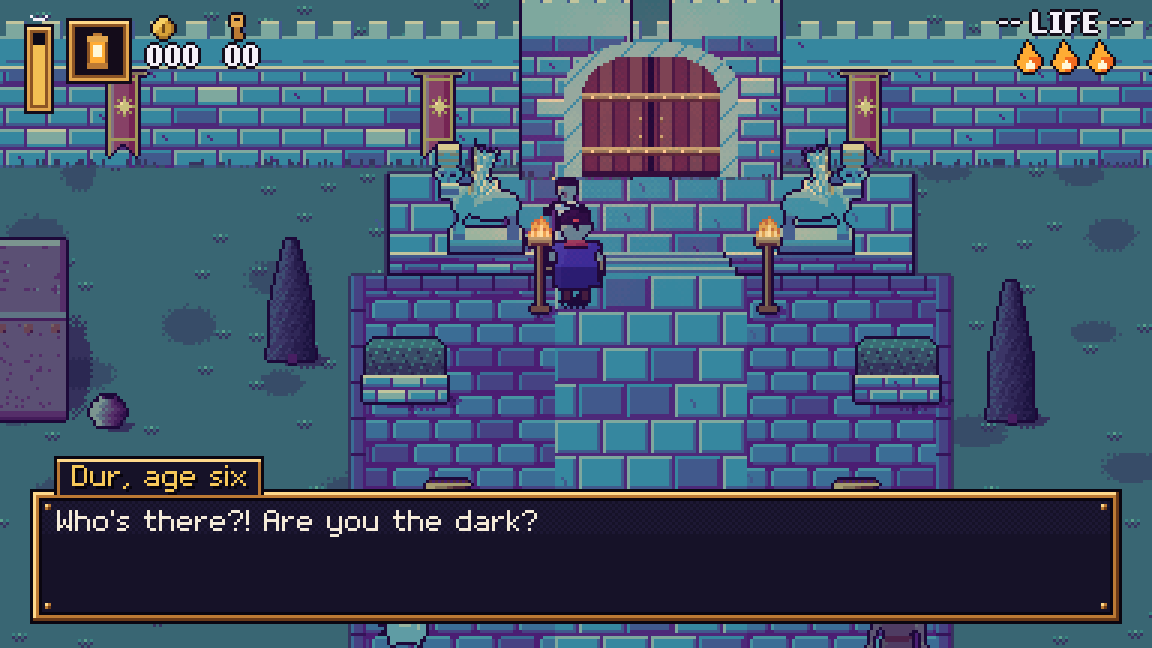 000 00
-- LIFE --
Dur, age six
Who's there?! Are you the dark?